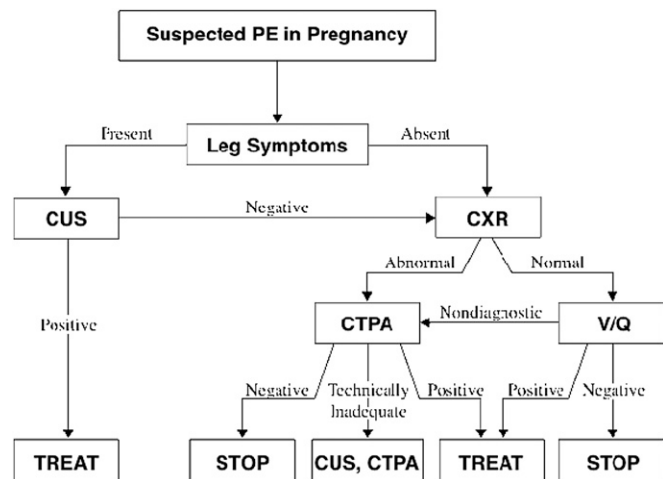 Suspected PE in Pregnancy
Present
Leg Symptoms
Absent
CUS
Negative
CXR
Abnormal
Normal
Positive
CTPA
Nondiagnostic
V/Q
Negative
Technically
Inadequate
Positive
Positive
Negative
TREAT
STOP
CUS, CTPA
TREAT
STOP